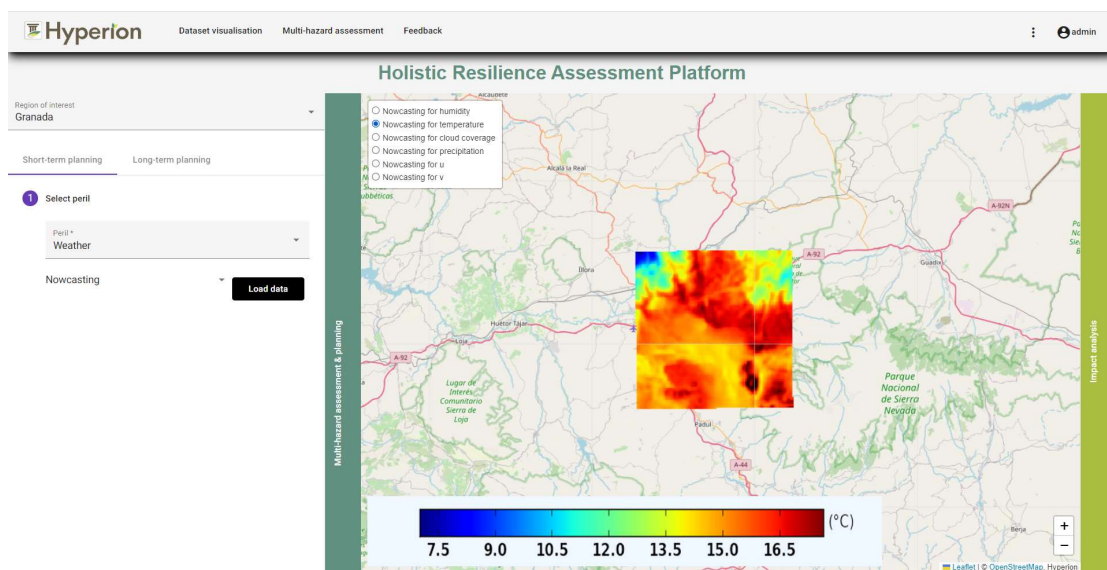 Hyperion
Dataset visualisation
Multi-hazard assessment
Feedback
admin
Holistic Resilience Assessment Platform
Region of interest
Granada
Short-term planning
Long-term planning
1
Select peril
Peril *
Weather
Nowcasting
Load data
Multi-hazard assessment & planning
Nowcasting for humidity
Nowcasting for temperature
Nowcasting for cloud coverage
Nowcasting for precipitation
Nowcasting for u
Nowcasting for v
Alcaudete
Alcalá la Real
A-92N
A-92
Guadix
Íllora
Huétor Tájar
Loja
A-92
Lugar de
Interés
Comunitario
Sierra de
Loja
Parque
Nacional
de Sierra
Nevada
Padul
A-44
Berja
(°C)
7.5 9.0 10.5 12.0 13.5 15.0 16.5
+
−
Leaflet | © OpenStreetMap, Hyperion
Impact analysis